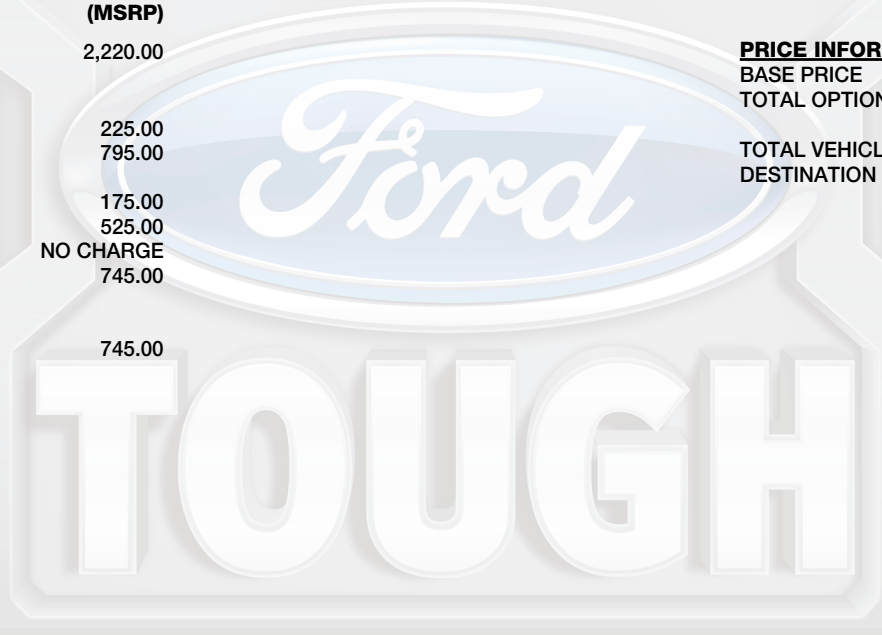 (MSRP)
2,220.00
225.00
795.00
175.00
525.00
NO CHARGE
745.00
745.00
PRICE INFOR
BASE PRICE
TOTAL OPTION
TOTAL VEHICL
DESTINATION
Ford
TOUGH